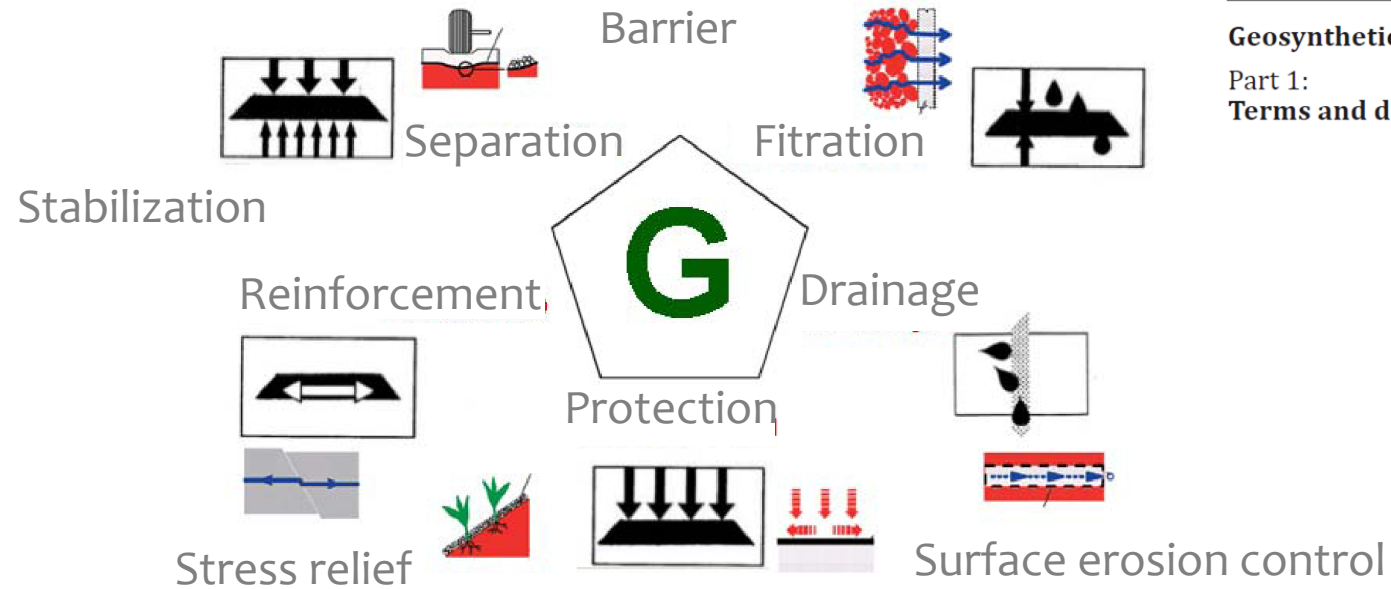 Barrier
Geosynthetic
Part 1:
Terms and d
Separation
Fitration
Stabilization
G
Reinforcement
Drainage
Protection
Stress relief
Surface erosion control